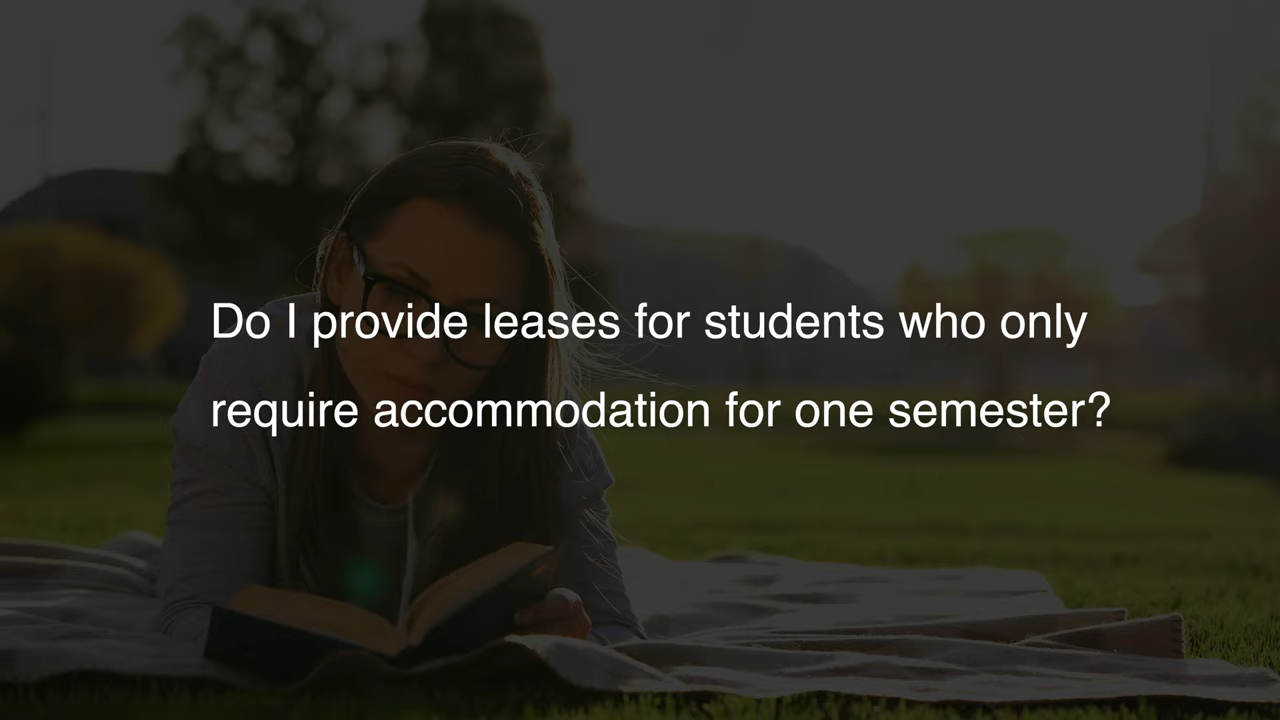 Do I provide leases for students who only
require accommodation for one semester?